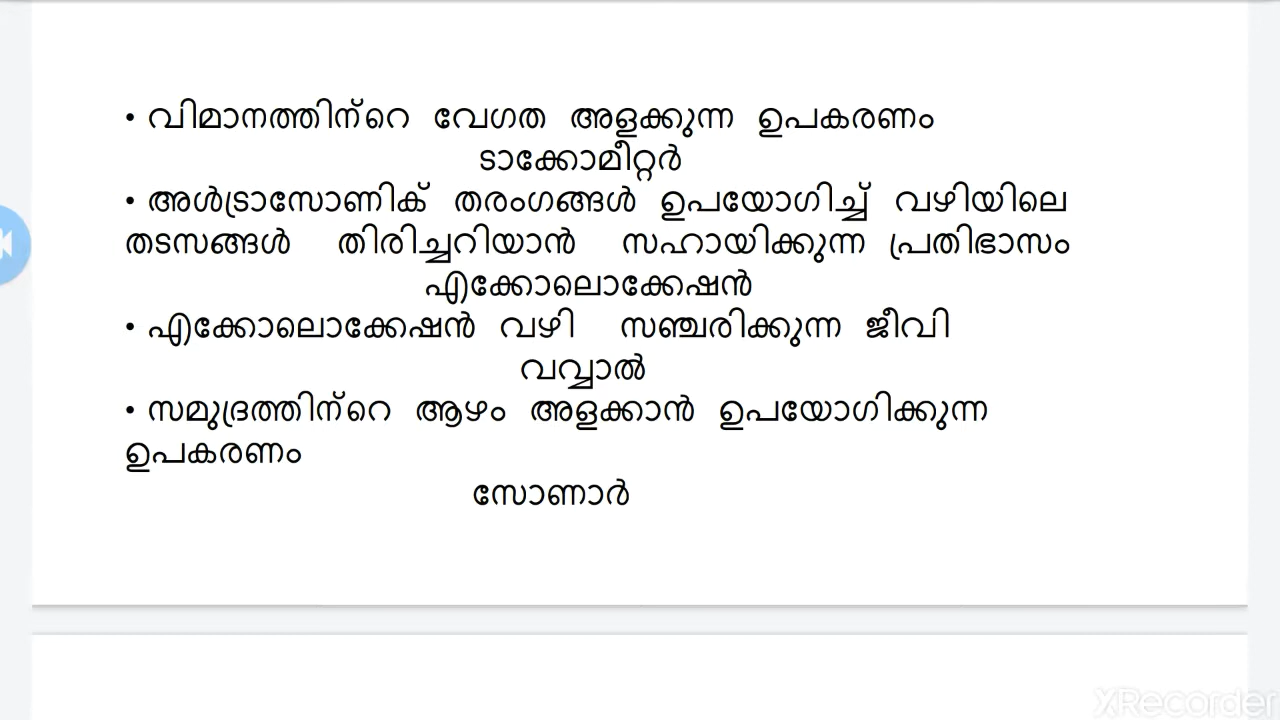 • വിമാനത്തിന്റെ വേഗത അളക്കുന്ന ഉപകരണം
ടാക്കോമീറ്റർ
• അൾട്രാസോണിക് തരംഗങ്ങൾ ഉപയോഗിച്ച് വഴിയിലെ
തടസങ്ങൾ തിരിച്ചറിയാൻ സഹായിക്കുന്ന പ്രതിഭാസം
എക്കോലൊക്കേഷൻ
• എക്കോലൊക്കേഷൻ വഴി സഞ്ചരിക്കുന്ന ജീവി
വവ്വാൽ
• സമുദ്രത്തിന്റെ ആഴം അളക്കാൻ ഉപയോഗിക്കുന്ന
ഉപകരണം
സോണാർ
XRecorder